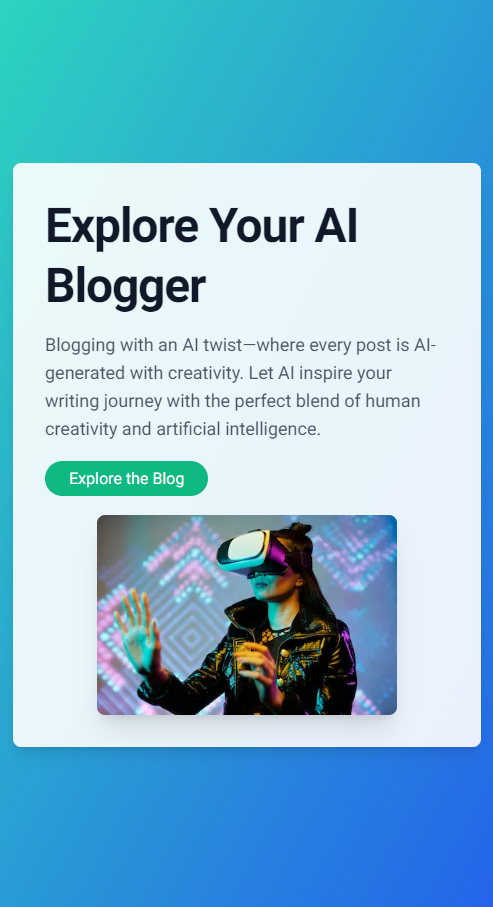 Explore Your AI
Blogger
Blogging with an AI twist—where every post is AI-
generated with creativity. Let AI inspire your
writing journey with the perfect blend of human
creativity and artificial intelligence.
Explore the Blog